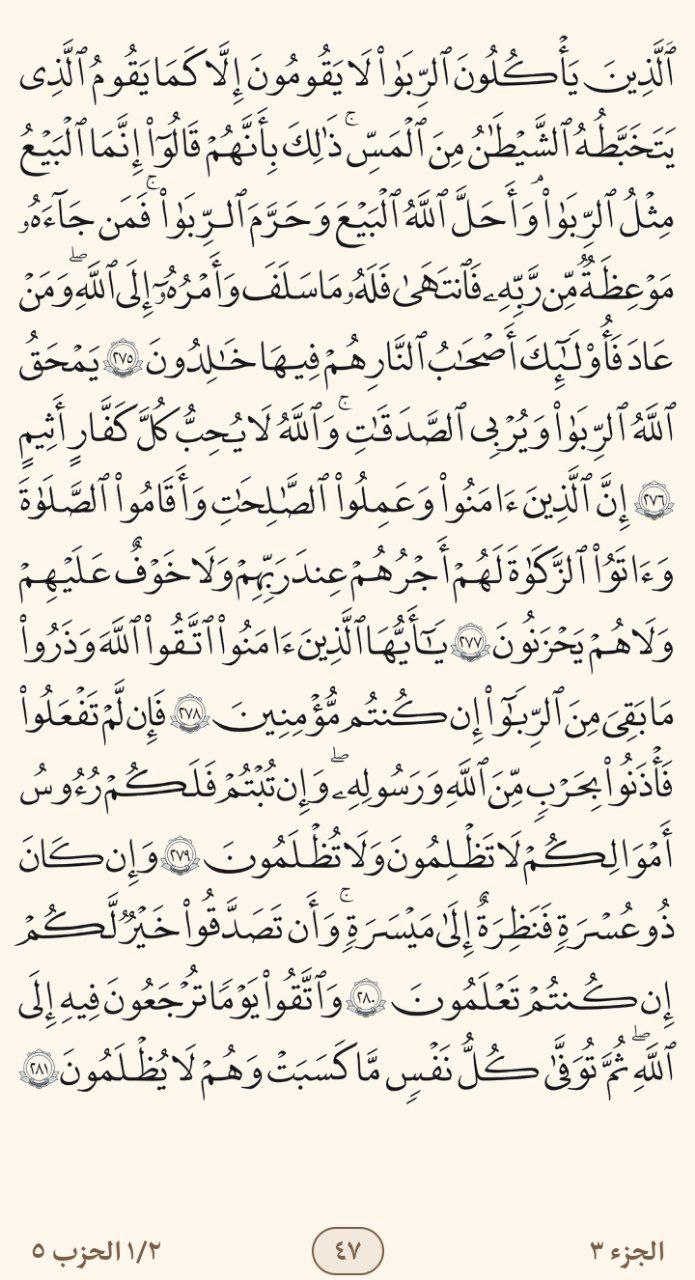 ٱلَّذِينَ يَأۡكُلُونَ ٱلرِّبَوٰاْ لَا يَقُومُونَ إِلَّا كَمَا يَقُومُ ٱلَّذِي
يَتَخَبَّطُهُ ٱلشَّيۡطَٰنُ مِنَ ٱلۡمَسِّۚ ذَٰلِكَ بِأَنَّهُمۡ قَالُوٓاْ إِنَّمَا ٱلۡبَيۡعُ
مِثۡلُ ٱلرِّبَوٰاْۗ وَأَحَلَّ ٱللَّهُ ٱلۡبَيۡعَ وَحَرَّمَ ٱلرِّبَوٰاْۚ فَمَن جَآءَهُۥ
مَوۡعِظَةٞ مِّن رَّبِّهِۦ فَٱنتَهَىٰ فَلَهُۥ مَا سَلَفَ وَأَمۡرُهُۥٓ إِلَى ٱللَّهِۖ وَمَنۡ
عَادَ فَأُوْلَٰٓئِكَ أَصۡحَٰبُ ٱلنَّارِ هُمۡ فِيهَا خَٰلِدُونَ ٢٧٥ يَمۡحَقُ
ٱللَّهُ ٱلرِّبَوٰاْ وَيُرۡبِي ٱلصَّدَقَٰتِۚ وَٱللَّهُ لَا يُحِبُّ كُلَّ كَفَّارٍ أَثِيمٍ
٢٧٦ إِنَّ ٱلَّذِينَ ءَامَنُواْ وَعَمِلُواْ ٱلصَّٰلِحَٰتِ وَأَقَامُواْ ٱلصَّلَوٰةَ
وَءَاتَوُاْ ٱلزَّكَوٰةَ لَهُمۡ أَجۡرُهُمۡ عِندَ رَبِّهِمۡ وَلَا خَوۡفٌ عَلَيۡهِمۡ
وَلَا هُمۡ يَحۡزَنُونَ ٢٧٧ يَٰٓأَيُّهَا ٱلَّذِينَ ءَامَنُواْ ٱتَّقُواْ ٱللَّهَ وَذَرُواْ
مَا بَقِيَ مِنَ ٱلرِّبَوٰٓاْ إِن كُنتُم مُّؤۡمِنِينَ ٢٧٨ فَإِن لَّمۡ تَفۡعَلُواْ
فَأۡذَنُواْ بِحَرۡبٖ مِّنَ ٱللَّهِ وَرَسُولِهِۦۖ وَإِن تُبۡتُمۡ فَلَكُمۡ رُءُوسُ
أَمۡوَٰلِكُمۡ لَا تَظۡلِمُونَ وَلَا تُظۡلَمُونَ ٢٧٩ وَإِن كَانَ
ذُو عُسۡرَةٖ فَنَظِرَةٌ إِلَىٰ مَيۡسَرَةٖۚ وَأَن تَصَدَّقُواْ خَيۡرٞ لَّكُمۡ
إِن كُنتُمۡ تَعۡلَمُونَ ٢٨٠ وَٱتَّقُواْ يَوۡمٗا تُرۡجَعُونَ فِيهِ إِلَى
ٱللَّهِۖ ثُمَّ تُوَفَّىٰ كُلُّ نَفۡسٖ مَّا كَسَبَتۡ وَهُمۡ لَا يُظۡلَمُونَ ٢٨١
الجزء ٣
٤٧
١/٢ الحزب ٥